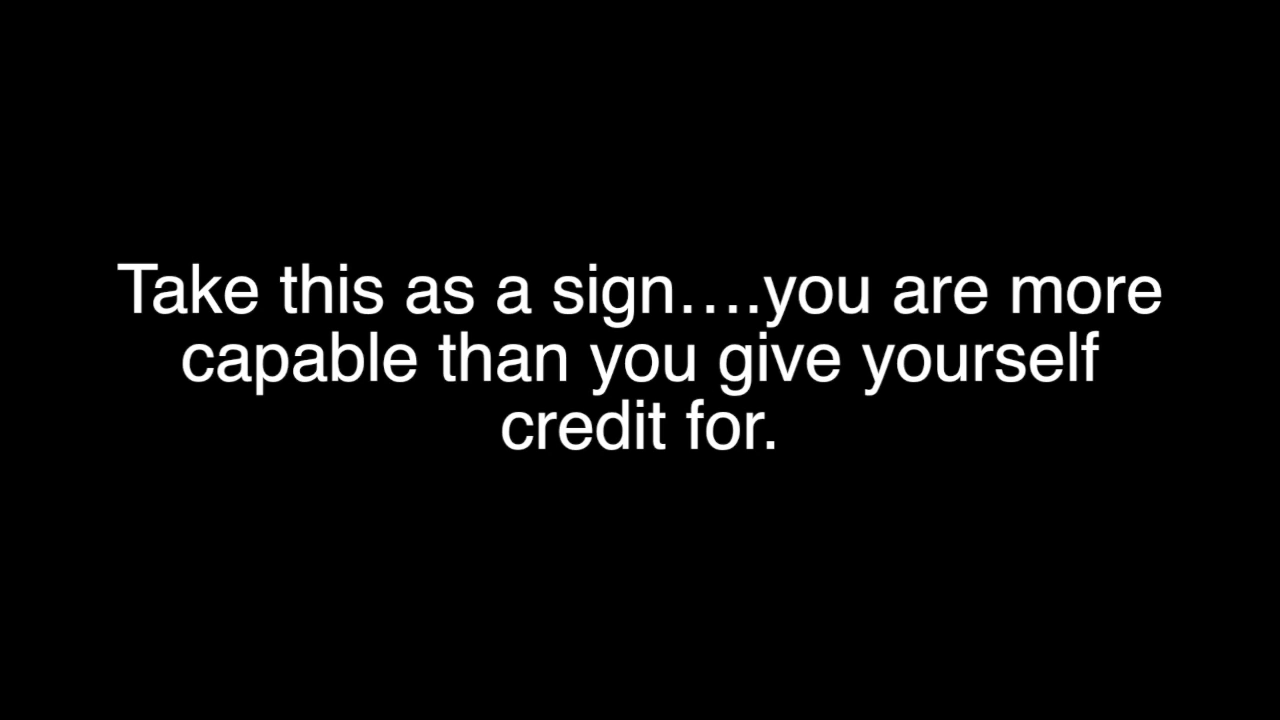 Take this as a sign….you are more
capable than you give yourself
credit for.